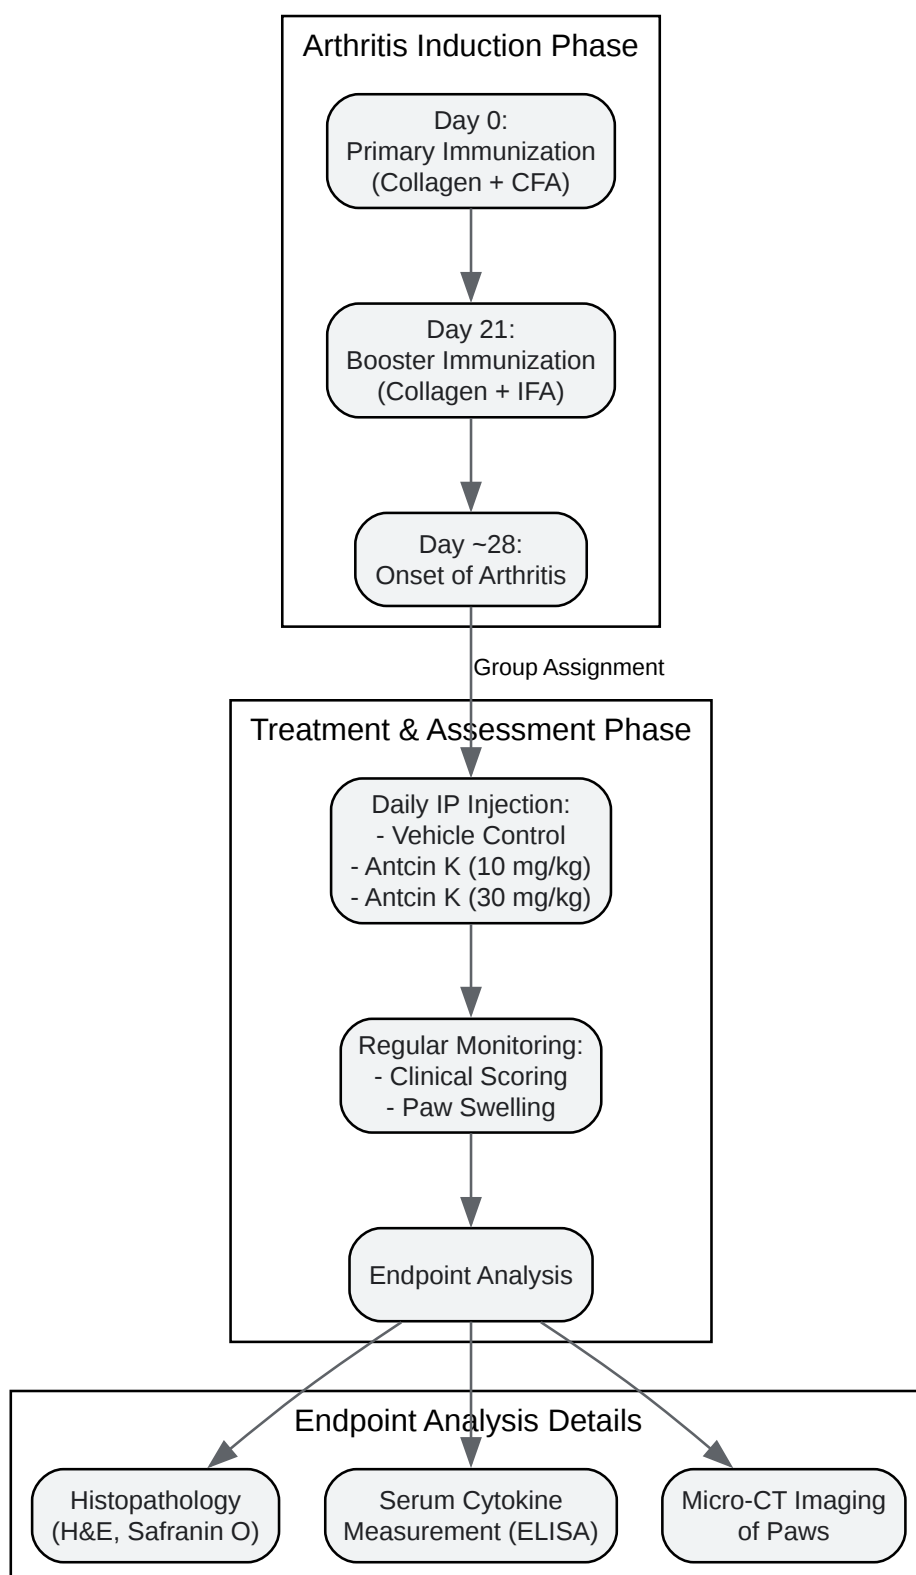 Arthritis Induction Phase
Day 0:
Primary Immunization
(Collagen + CFA)
Day 21:
Booster Immunization
(Collagen + IFA)
Day ~28:
Onset of Arthritis
Group Assignment
Treatment & Assessment Phase
Daily IP Injection:
- Vehicle Control
- Antcin K (10 mg/kg)
- Antcin K (30 mg/kg)
Regular Monitoring:
- Clinical Scoring
- Paw Swelling
Endpoint Analysis
Endpoint Analysis Details
Histopathology
(H&E, Safranin O)
Serum Cytokine
Measurement (ELISA)
Micro-CT Imaging
of Paws